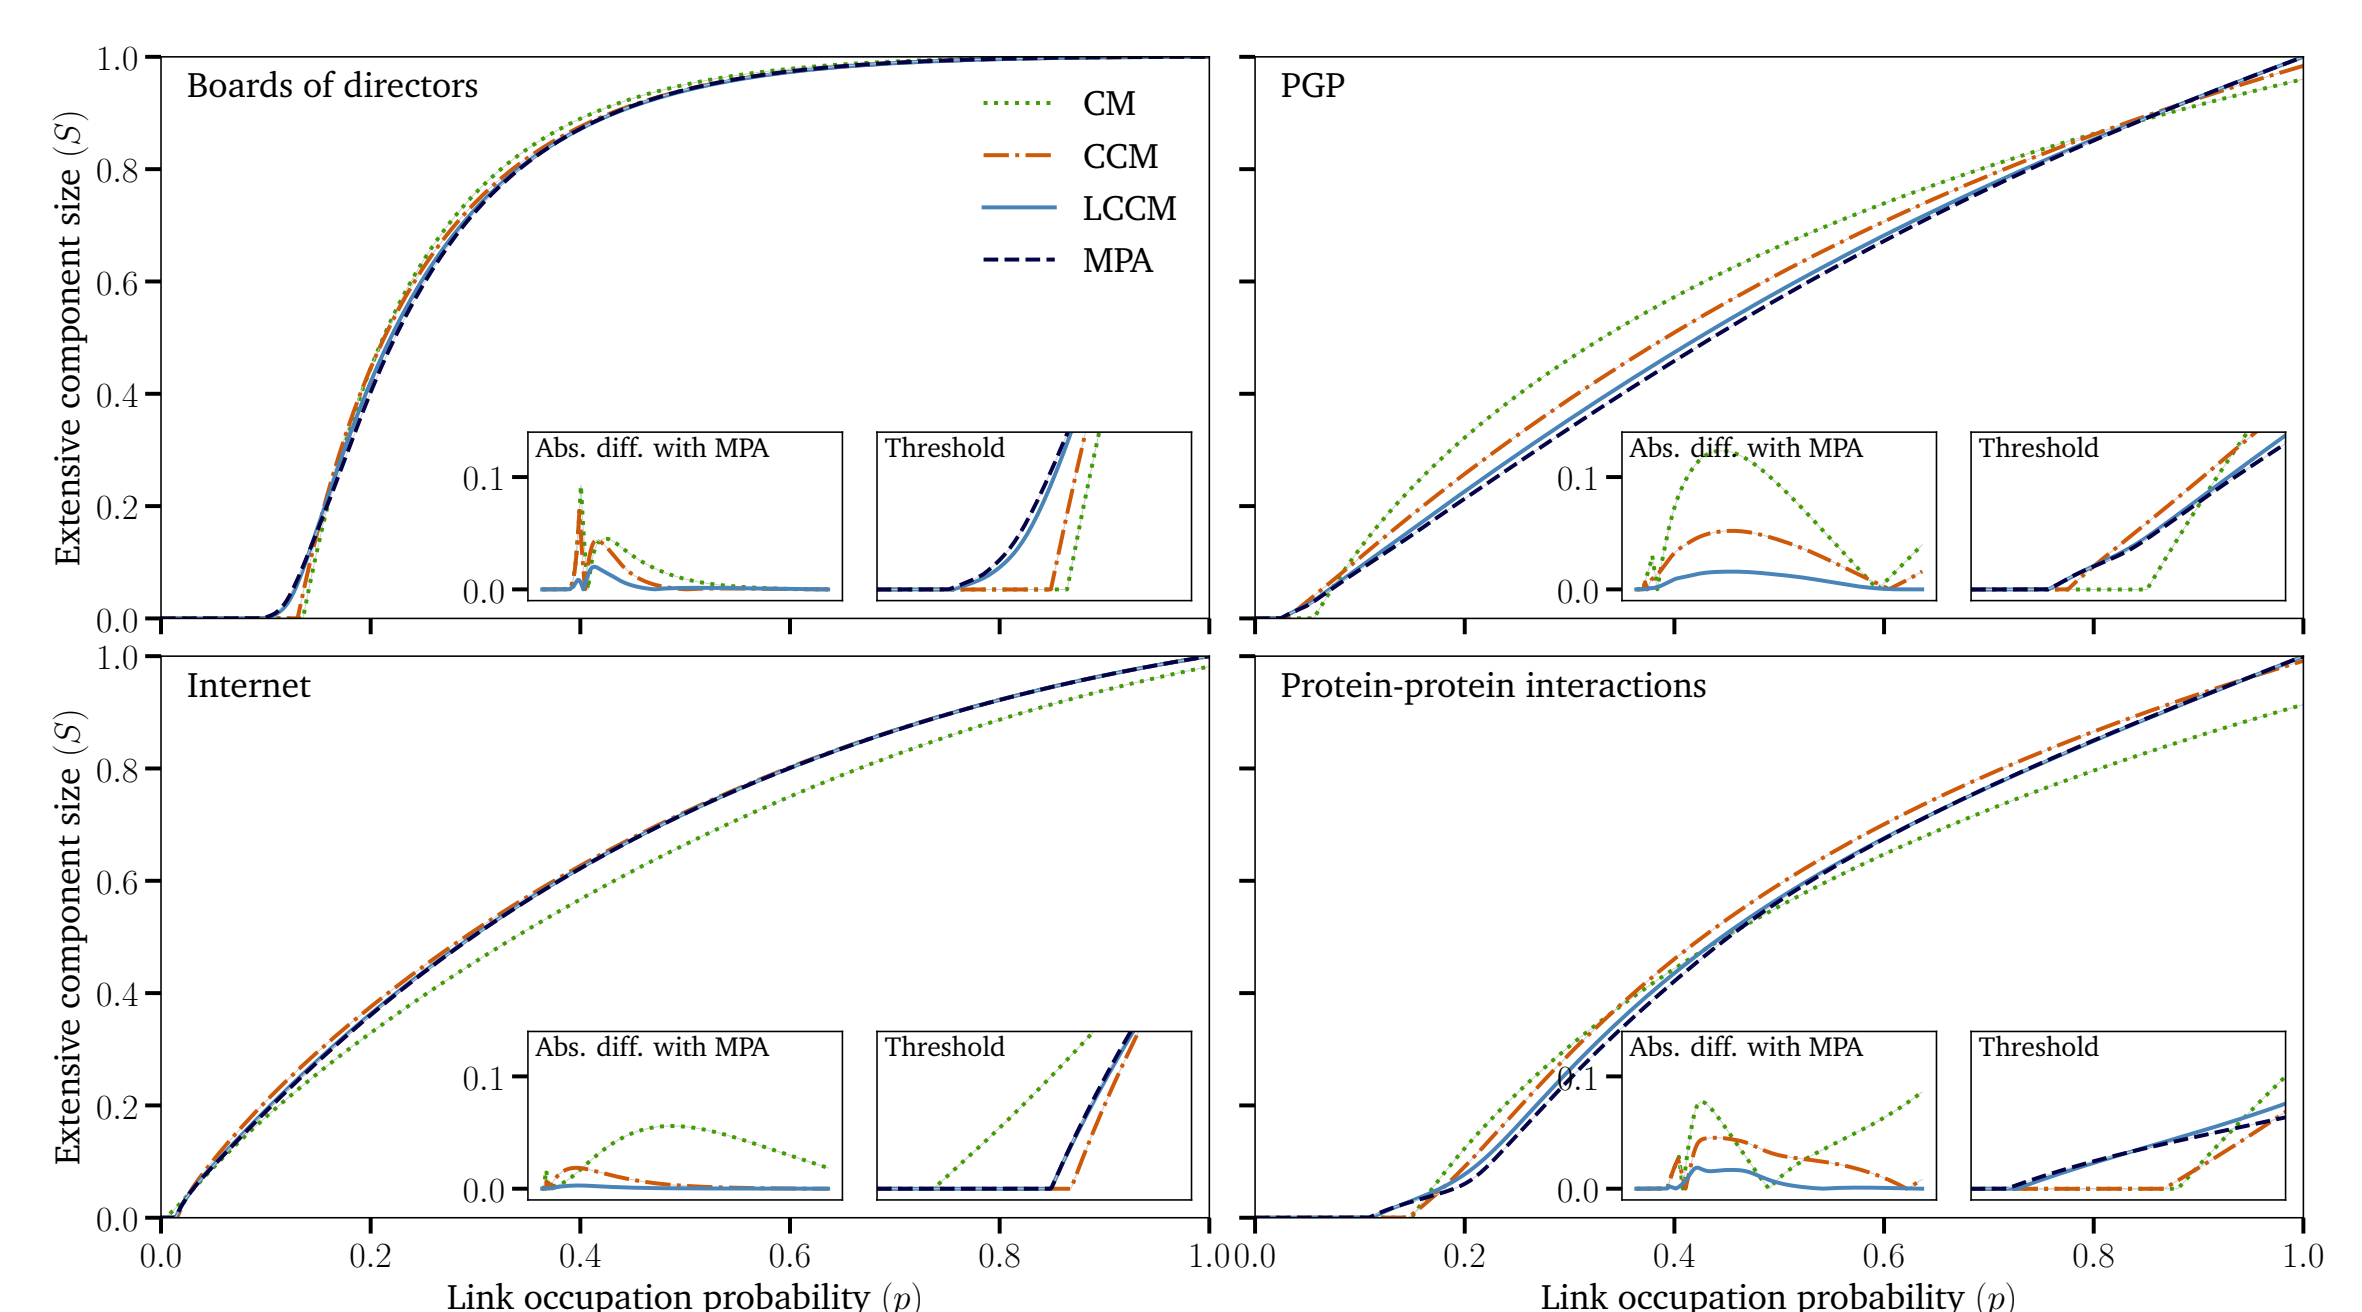 Boards of directors
CM
CCM
LCCM
MPA
Extensive component size (S)
1.0
0.8
0.6
0.4
0.2
0.0
Abs. diff. with MPA
0.1
0.0
Threshold
PGP
Abs. diff. with MPA
0.1
0.0
Threshold
Internet
Extensive component size (S)
1.0
0.8
0.6
0.4
0.2
0.0
Abs. diff. with MPA
0.1
0.0
Threshold
0.0 0.2 0.4 0.6 0.8 1.0
Link occupation probability (p)
Protein-protein interactions
Abs. diff. with MPA
0.1
0.0
Threshold
0.0 0.2 0.4 0.6 0.8 1.0
Link occupation probability (p)